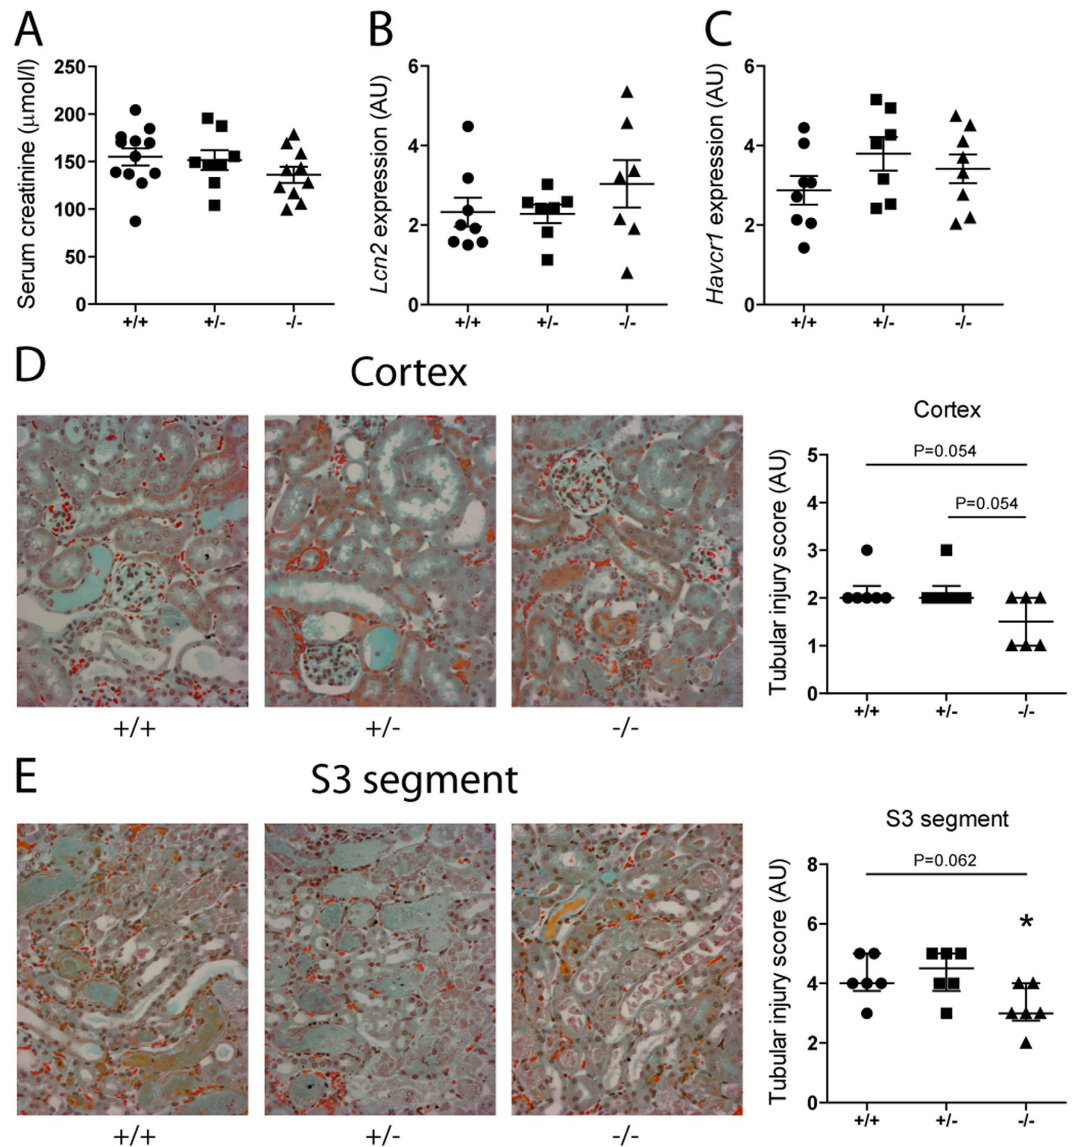 A
B
C
Serum creatinine (μmol/l)
250
200
150
100
50
0
+/+
+/-
-/-
Lcn2 expression (AU)
6
4
2
0
+/+
+/-
-/-
Havcr1 expression (AU)
6
4
2
0
+/+
+/-
-/-
D
Cortex
+/+
+/-
-/-
Cortex
Tubular injury score (AU)
5
4
3
2
1
0
P=0.054
P=0.054
+/+
+/-
-/-
E
S3 segment
+/+
+/-
-/-
S3 segment
Tubular injury score (AU)
8
6
4
2
0
P=0.062
*
+/+
+/-
-/-